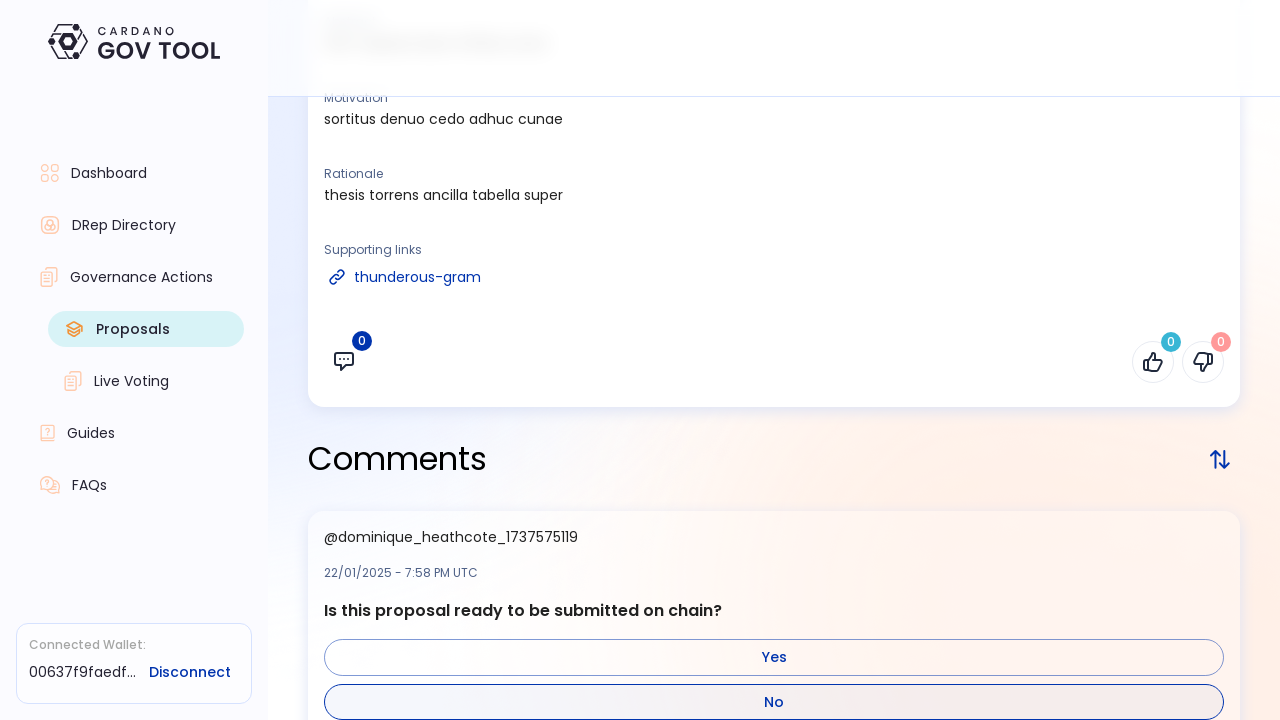 CARDANO
GOV TOOL
Dashboard
DRep Directory
Governance Actions
Proposals
Live Voting
Guides
FAQs
Connected Wallet:
00637f9faedf...
Disconnect
Motivation
sortitus denuo cedo adhuc cunae
Rationale
thesis torrens ancilla tabella super
Supporting links
thunderous-gram
0
0
0
Comments
@dominique_heathcote_1737575119
22/01/2025 - 7:58 PM UTC
Is this proposal ready to be submitted on chain?
Yes
No